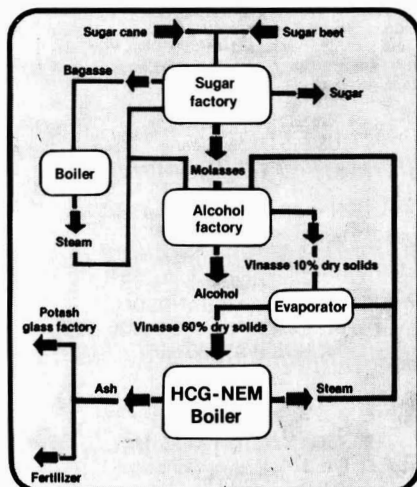 Sugar cane
Sugar beet
Bagasse
Sugar
factory
Sugar
Boiler
Molasses
Steam
Alcohol
factory
Vinasse 10% dry solids
Alcohol
Evaporator
Potash
glass factory
Vinasse 60% dry solids
Ash
HCG-NEM
Boiler
Steam
Fertilizer